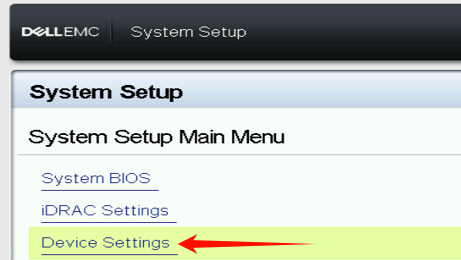 DELLEMC System Setup
System Setup
System Setup Main Menu
System BIOS
iDRAC Settings
Device Settings